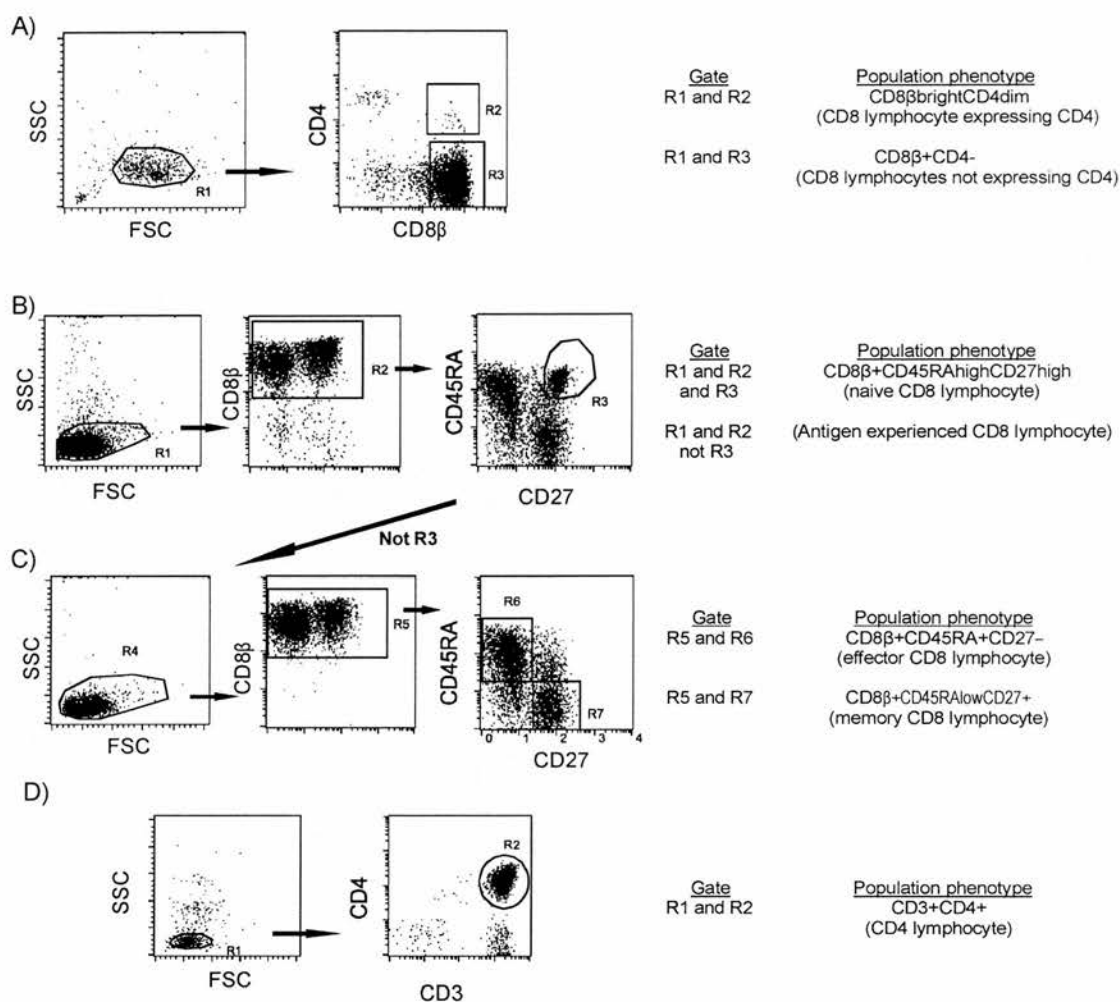 A)
SSC
R1
FSC
CD4
R2
R3
CD8β
Gate
Population phenotype
R1 and R2
CD8βbrightCD4dim
(CD8 lymphocyte expressing CD4)
R1 and R3
CD8β+CD4-
(CD8 lymphocytes not expressing CD4)
B)
SSC
R1
FSC
CD8β
R2
CD45RA
R3
CD27
Gate
Population phenotype
R1 and R2
and R3
CD8β+CD45RAhighCD27high
(naive CD8 lymphocyte)
R1 and R2
not R3
(Antigen experienced CD8 lymphocyte)
Not R3
C)
SSC
R4
FSC
CD8β
R5
CD45RA
R6
R7
0 1 2 3 4
CD27
Gate
Population phenotype
R5 and R6
CD8β+CD45RA+CD27–
(effector CD8 lymphocyte)
R5 and R7
CD8β+CD45RAlowCD27+
(memory CD8 lymphocyte)
D)
SSC
R1
FSC
CD4
R2
CD3
Gate
Population phenotype
R1 and R2
CD3+CD4+
(CD4 lymphocyte)